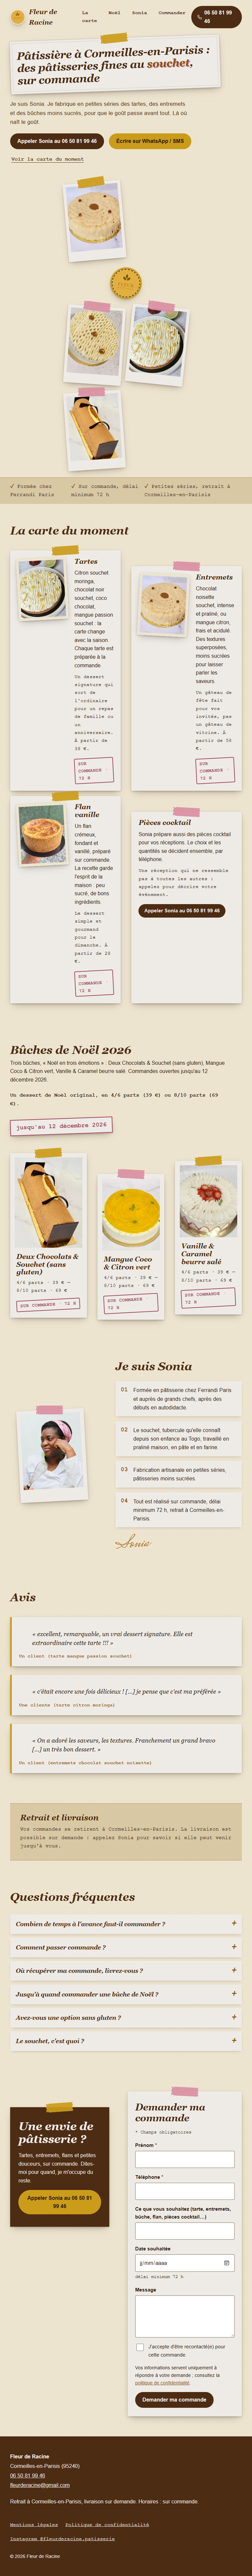 Fleur de
Racine
La
carte
Noël
Sonia
Commander
06 50 81 99
46
Pâtissière à Cormeilles-en-Parisis :
des pâtisseries fines au souchet,
sur commande
Je suis Sonia. Je fabrique en petites séries des tartes, des entremets
et des bûches moins sucrés, pour que le goût passe avant tout. Là où
naît le goût.
Appeler Sonia au 06 50 81 99 46
Écrire sur WhatsApp / SMS
Voir la carte du moment
✓ Formée chez
Ferrandi Paris
✓ Sur commande, délai
minimum 72 h
✓ Petites séries, retrait à
Cormeilles-en-Parisis
La carte du moment
Tartes
Citron souchet
moringa,
chocolat noir
souchet, coco
chocolat,
mangue passion
souchet : la
carte change
avec la saison.
Chaque tarte est
préparée à la
commande.
Un dessert
signature qui
sort de
l'ordinaire
pour un repas
de famille ou
un
anniversaire.
À partir de
30 €.
SUR
COMMANDE ·
72 H
Entremets
Chocolat
noisette
souchet, intense
et praliné, ou
mangue citron,
frais et acidulé.
Des textures
superposées,
moins sucrées
pour laisser
parler les
saveurs.
Un gâteau de
fête fait
pour vos
invités, pas
un gâteau de
vitrine. À
partir de 50
€.
SUR
COMMANDE ·
72 H
Flan
vanille
Un flan
crémeux,
fondant et
vanillé, préparé
sur commande.
La recette garde
l'esprit de la
maison : peu
sucré, de bons
ingrédients.
Le dessert
simple et
gourmand
pour le
dimanche. À
partir de 20
€.
SUR
COMMANDE ·
72 H
Pièces cocktail
Sonia prépare aussi des pièces cocktail
pour vos réceptions. Le choix et les
quantités se décident ensemble, par
téléphone.
Une réception qui ne ressemble
pas à toutes les autres :
appelez pour décrire votre
événement.
Appeler Sonia au 06 50 81 99 46
Bûches de Noël 2026
Trois bûches, « Noël en trois émotions » : Deux Chocolats & Souchet (sans gluten), Mangue
Coco & Citron vert, Vanille & Caramel beurre salé. Commandes ouvertes jusqu'au 12
décembre 2026.
Un dessert de Noël original, en 4/6 parts (39 €) ou 8/10 parts (69
€).
jusqu'au 12 décembre 2026
Deux Chocolats &
Souchet (sans
gluten)
4/6 parts · 39 € —
8/10 parts · 69 €
SUR COMMANDE · 72 H
Mangue Coco
& Citron vert
4/6 parts · 39 € —
8/10 parts · 69 €
SUR COMMANDE ·
72 H
Vanille &
Caramel
beurre salé
4/6 parts · 39 € —
8/10 parts · 69 €
SUR COMMANDE ·
72 H
Je suis Sonia
01
Formée en pâtisserie chez Ferrandi Paris
et auprès de grands chefs, après des
débuts en autodidacte.
02
Le souchet, tubercule qu'elle connaît
depuis son enfance au Togo, travaillé en
praliné maison, en pâte et en farine.
03
Fabrication artisanale en petites séries,
pâtisseries moins sucrées.
04
Tout est réalisé sur commande, délai
minimum 72 h, retrait à Cormeilles-en-
Parisis.
Sonia
Avis
« excellent, remarquable, un vrai dessert signature. Elle est
extraordinaire cette tarte !!! »
Un client (tarte mangue passion souchet)
« c'était encore une fois délicieux ! [...] je pense que c'est ma préférée »
Une cliente (tarte citron moringa)
« On a adoré les saveurs, les textures. Franchement un grand bravo
[...] un très bon dessert. »
Un client (entremets chocolat souchet noisette)
Retrait et livraison
Vos commandes se retirent à Cormeilles-en-Parisis. La livraison est
possible sur demande : appelez Sonia pour savoir si elle peut venir
jusqu'à vous.
Questions fréquentes
Combien de temps à l'avance faut-il commander ? +
Comment passer commande ? +
Où récupérer ma commande, livrez-vous ? +
Jusqu'à quand commander une bûche de Noël ? +
Avez-vous une option sans gluten ? +
Le souchet, c'est quoi ? +
Une envie de
pâtisserie ?
Tartes, entremets, flans et petites
douceurs, sur commande. Dites-
moi pour quand, je m'occupe du
reste.
Appeler Sonia au 06 50 81
99 46
Demander ma
commande
* Champs obligatoires
Prénom *
Téléphone *
Ce que vous souhaitez (tarte, entremets,
bûche, flan, pièces cocktail...)
Date souhaitée
jj/mm/aaaa
délai minimum 72 h
Message
J'accepte d'être recontacté(e) pour
cette commande.
Vos informations servent uniquement à
répondre à votre demande : consultez la
politique de confidentialité.
Demander ma commande
Fleur de Racine
Cormeilles-en-Parisis (95240)
06 50 81 99 46
fleurderacine@gmail.com
Retrait à Cormeilles-en-Parisis, livraison sur demande. Horaires : sur commande.
Mentions légales
Politique de confidentialité
Instagram @fleurderacine.patisserie
© 2026 Fleur de Racine